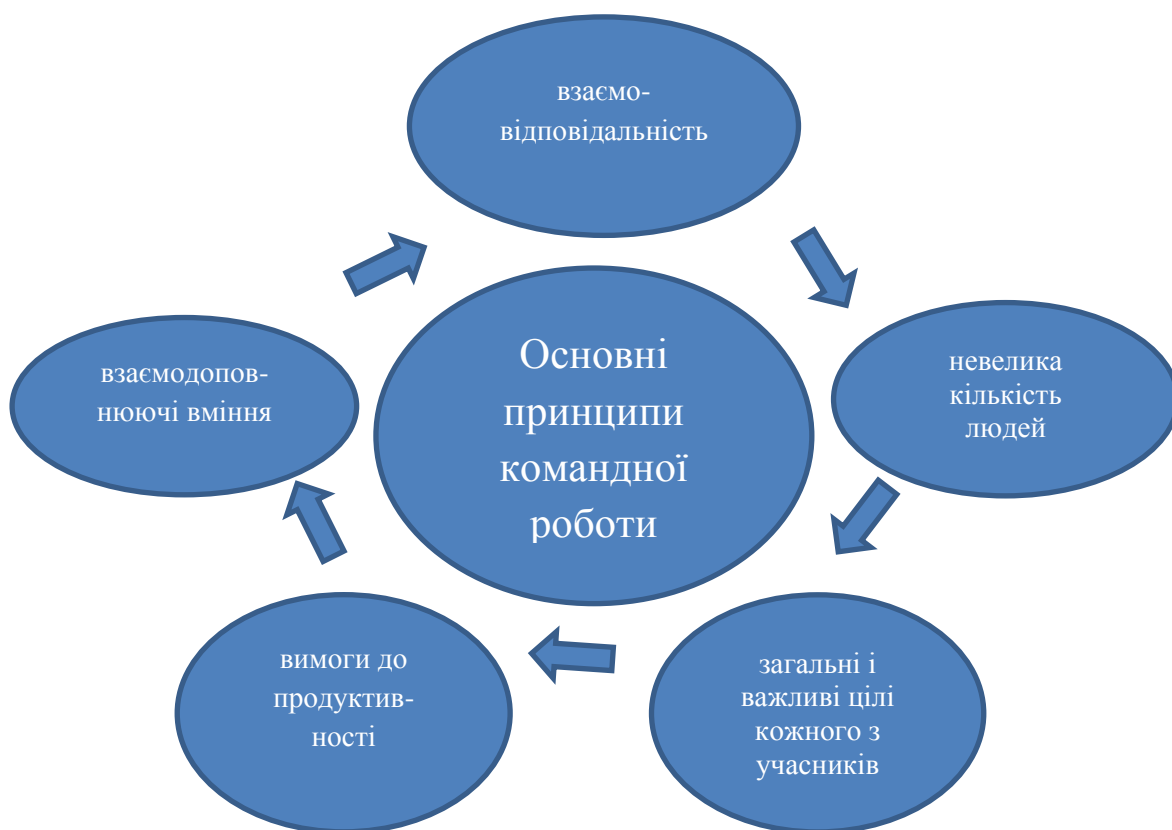 взаємо-
відповідальність
невелика
кількість
людей
взаємодопов-
нюючі вміння
Основні
принципи
командної
роботи
вимоги до
продуктив-
ності
загальні і
важливі цілі
кожного з
учасників